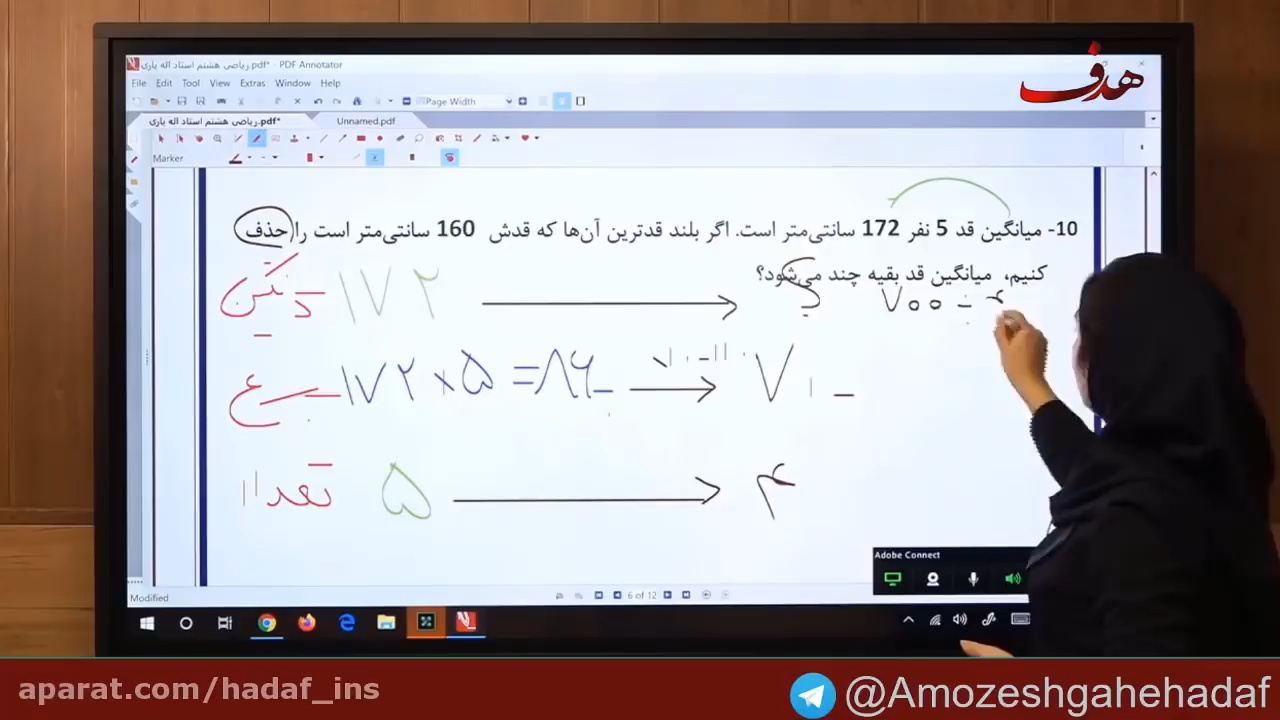 هدف
ریاضی هشتم استاد اله یاری.pdf* - PDF Annotator
File Edit Tool View Extras Window Help
Page Width
ریاضی هشتم استاد اله یاری.pdf* Unnamed.pdf
Marker
10- میانگین قد 5 نفر 172 سانتی‌متر است. اگر بلند قدترین آن‌ها که قدش 160 سانتی‌متر است را حذف
کنیم، میانگین قد بقیه چند می‌شود؟
۱۷۲ ؟ ۷۰۰ ÷ ۴
۱۷۲ × ۵ = ۸۶۰ ۷۰۰
تعداد ۵ ۴
Adobe Connect
Modified 6 of 12
aparat.com/hadaf_ins @Amozeshgahehadaf